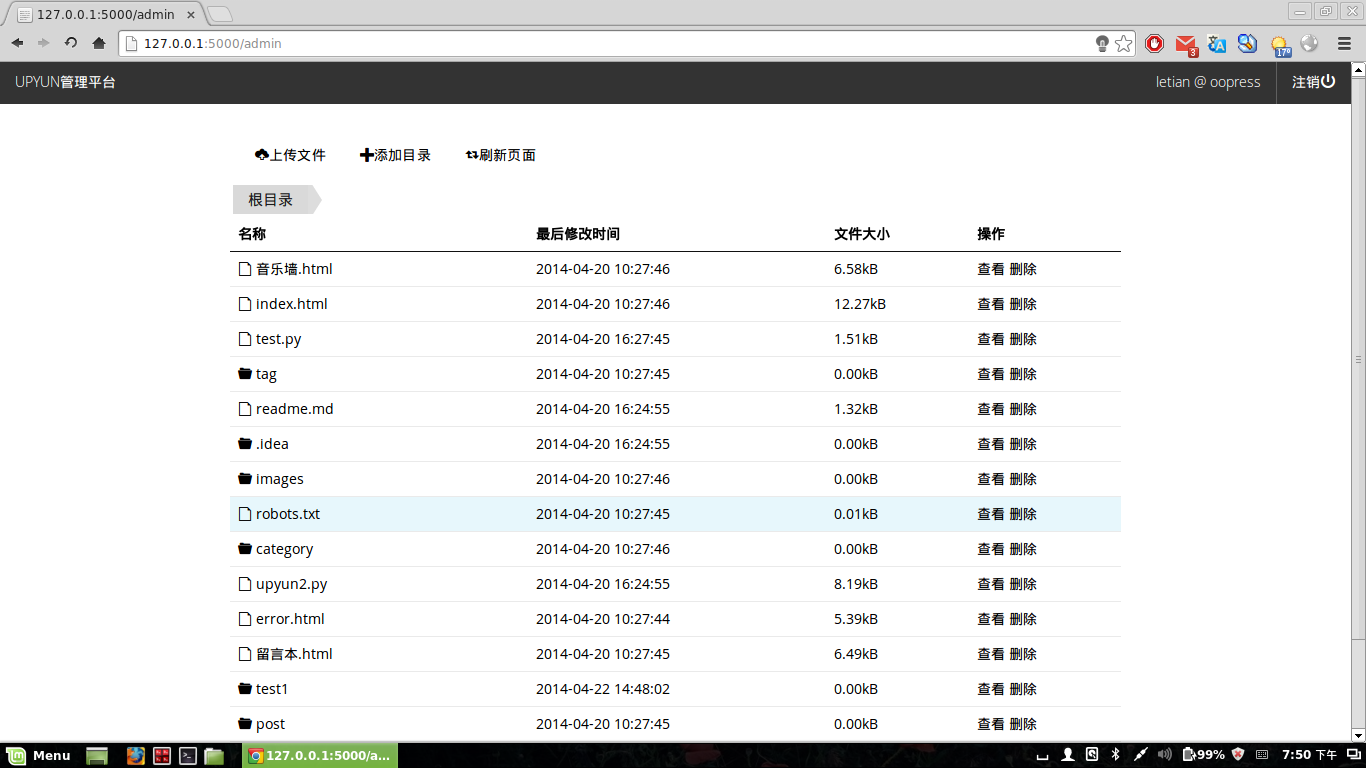 127.0.0.1:5000/admin
127.0.0.1:5000/admin
3
17°
UPYUN管理平台 letian @ oopress 注销
上传文件 添加目录 刷新页面
根目录
名称 最后修改时间 文件大小 操作
音乐墙.html 2014-04-20 10:27:46 6.58kB 查看 删除
index.html 2014-04-20 10:27:46 12.27kB 查看 删除
test.py 2014-04-20 16:27:45 1.51kB 查看 删除
tag 2014-04-20 10:27:45 0.00kB 查看 删除
readme.md 2014-04-20 16:24:55 1.32kB 查看 删除
.idea 2014-04-20 16:24:55 0.00kB 查看 删除
images 2014-04-20 10:27:46 0.00kB 查看 删除
robots.txt 2014-04-20 10:27:45 0.01kB 查看 删除
category 2014-04-20 10:27:46 0.00kB 查看 删除
upyun2.py 2014-04-20 16:24:55 8.19kB 查看 删除
error.html 2014-04-20 10:27:44 5.39kB 查看 删除
留言本.html 2014-04-20 10:27:45 6.49kB 查看 删除
test1 2014-04-22 14:48:02 0.00kB 查看 删除
post 2014-04-20 10:27:45 0.00kB 查看 删除
Menu 127.0.0.1:5000/a... 99% 7:50 下午